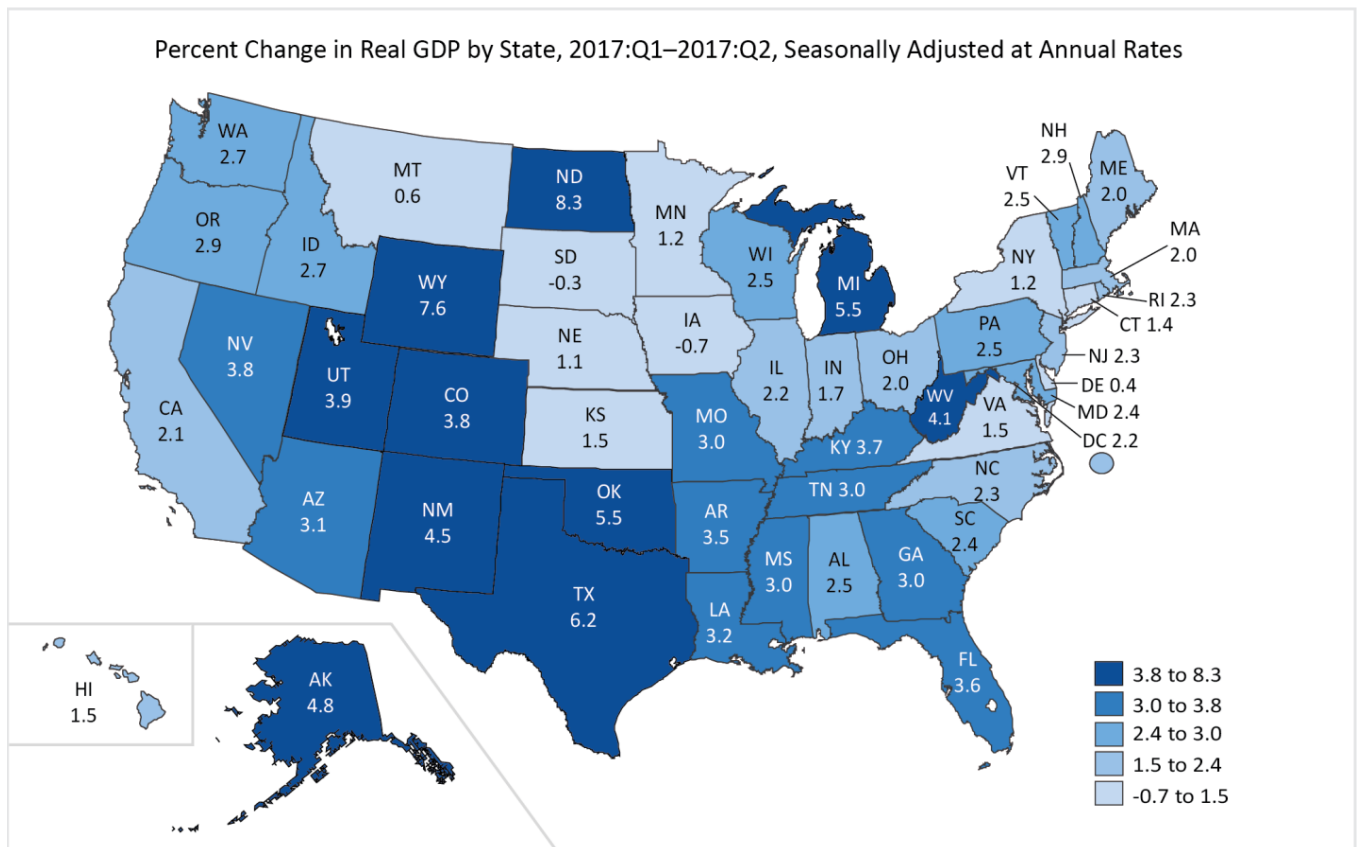 Percent Change in Real GDP by State, 2017:Q1–2017:Q2, Seasonally Adjusted at Annual Rates
WA
2.7
OR
2.9
ID
2.7
MT
0.6
ND
8.3
MN
1.2
SD
-0.3
WY
7.6
WI
2.5
MI
5.5
NH
2.9
VT
2.5
ME
2.0
MA
2.0
NY
1.2
RI 2.3
CT 1.4
PA
2.5
NJ 2.3
DE 0.4
MD 2.4
DC 2.2
NV
3.8
UT
3.9
CO
3.8
NE
1.1
IA
-0.7
IL
2.2
IN
1.7
OH
2.0
WV
4.1
VA
1.5
CA
2.1
KS
1.5
MO
3.0
KY 3.7
NC
2.3
TN 3.0
SC
2.4
AZ
3.1
NM
4.5
OK
5.5
AR
3.5
MS
3.0
AL
2.5
GA
3.0
TX
6.2
LA
3.2
FL
3.6
HI
1.5
AK
4.8
3.8 to 8.3
3.0 to 3.8
2.4 to 3.0
1.5 to 2.4
-0.7 to 1.5